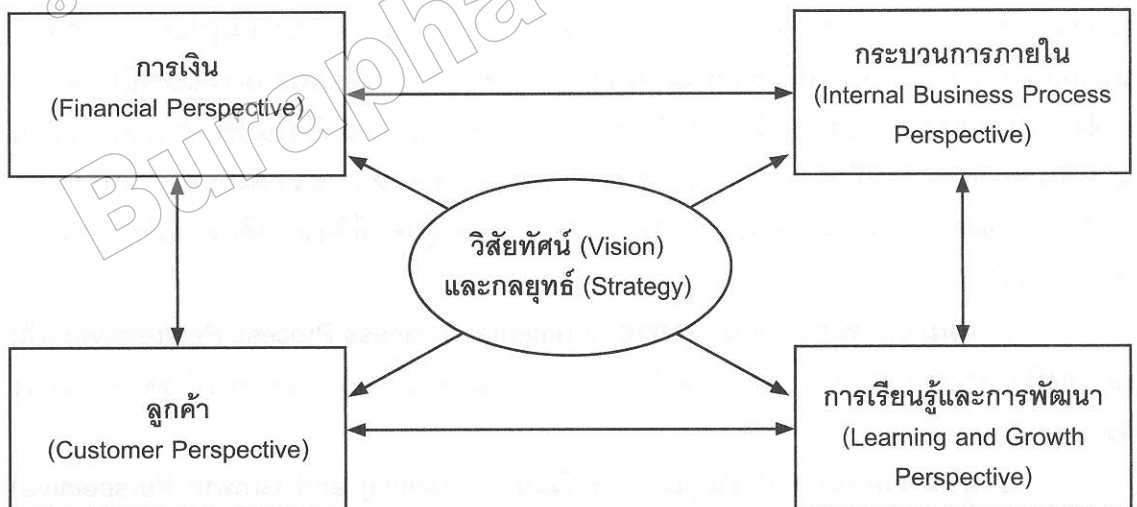 การเงิน
(Financial Perspective)
กระบวนการภายใน
(Internal Business Process
Perspective)
วิสัยทัศน์ (Vision)
และกลยุทธ์ (Strategy)
ลูกค้า
(Customer Perspective)
การเรียนรู้และการพัฒนา
(Learning and Growth
Perspective)
Burapha